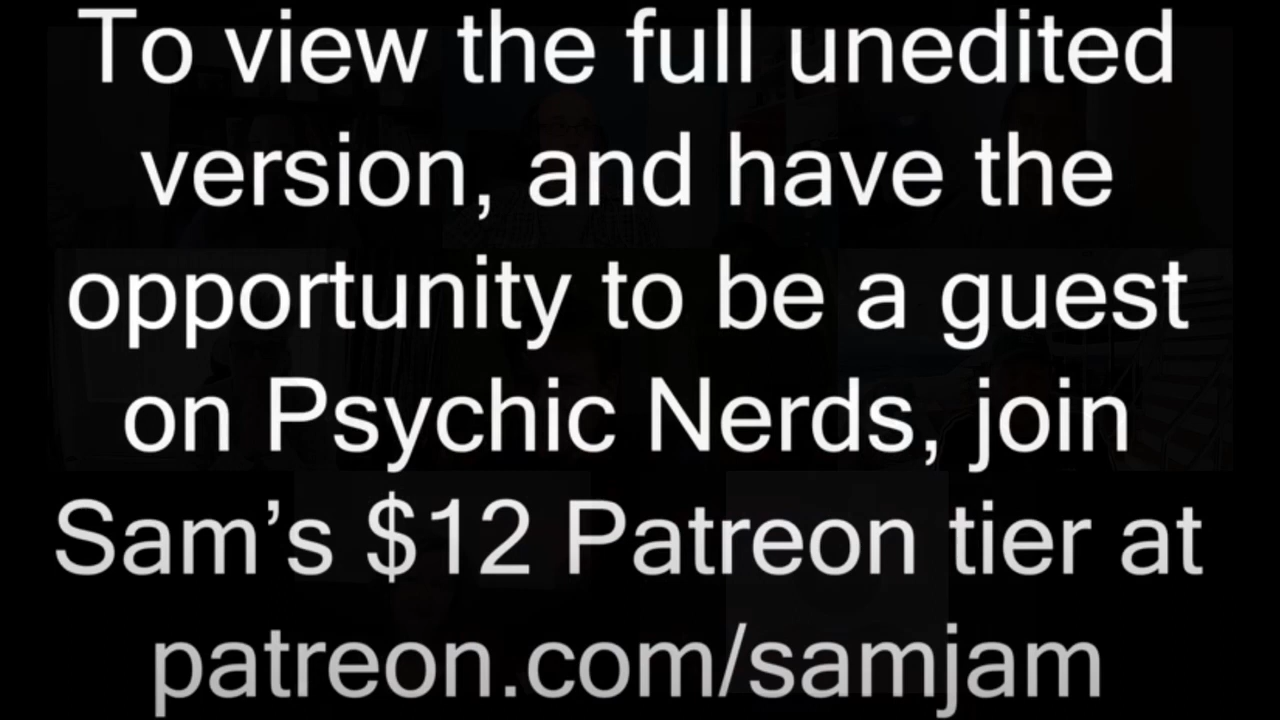 To view the full unedited
version, and have the
opportunity to be a guest
on Psychic Nerds, join
Sam’s $12 Patreon tier at
patreon.com/samjam